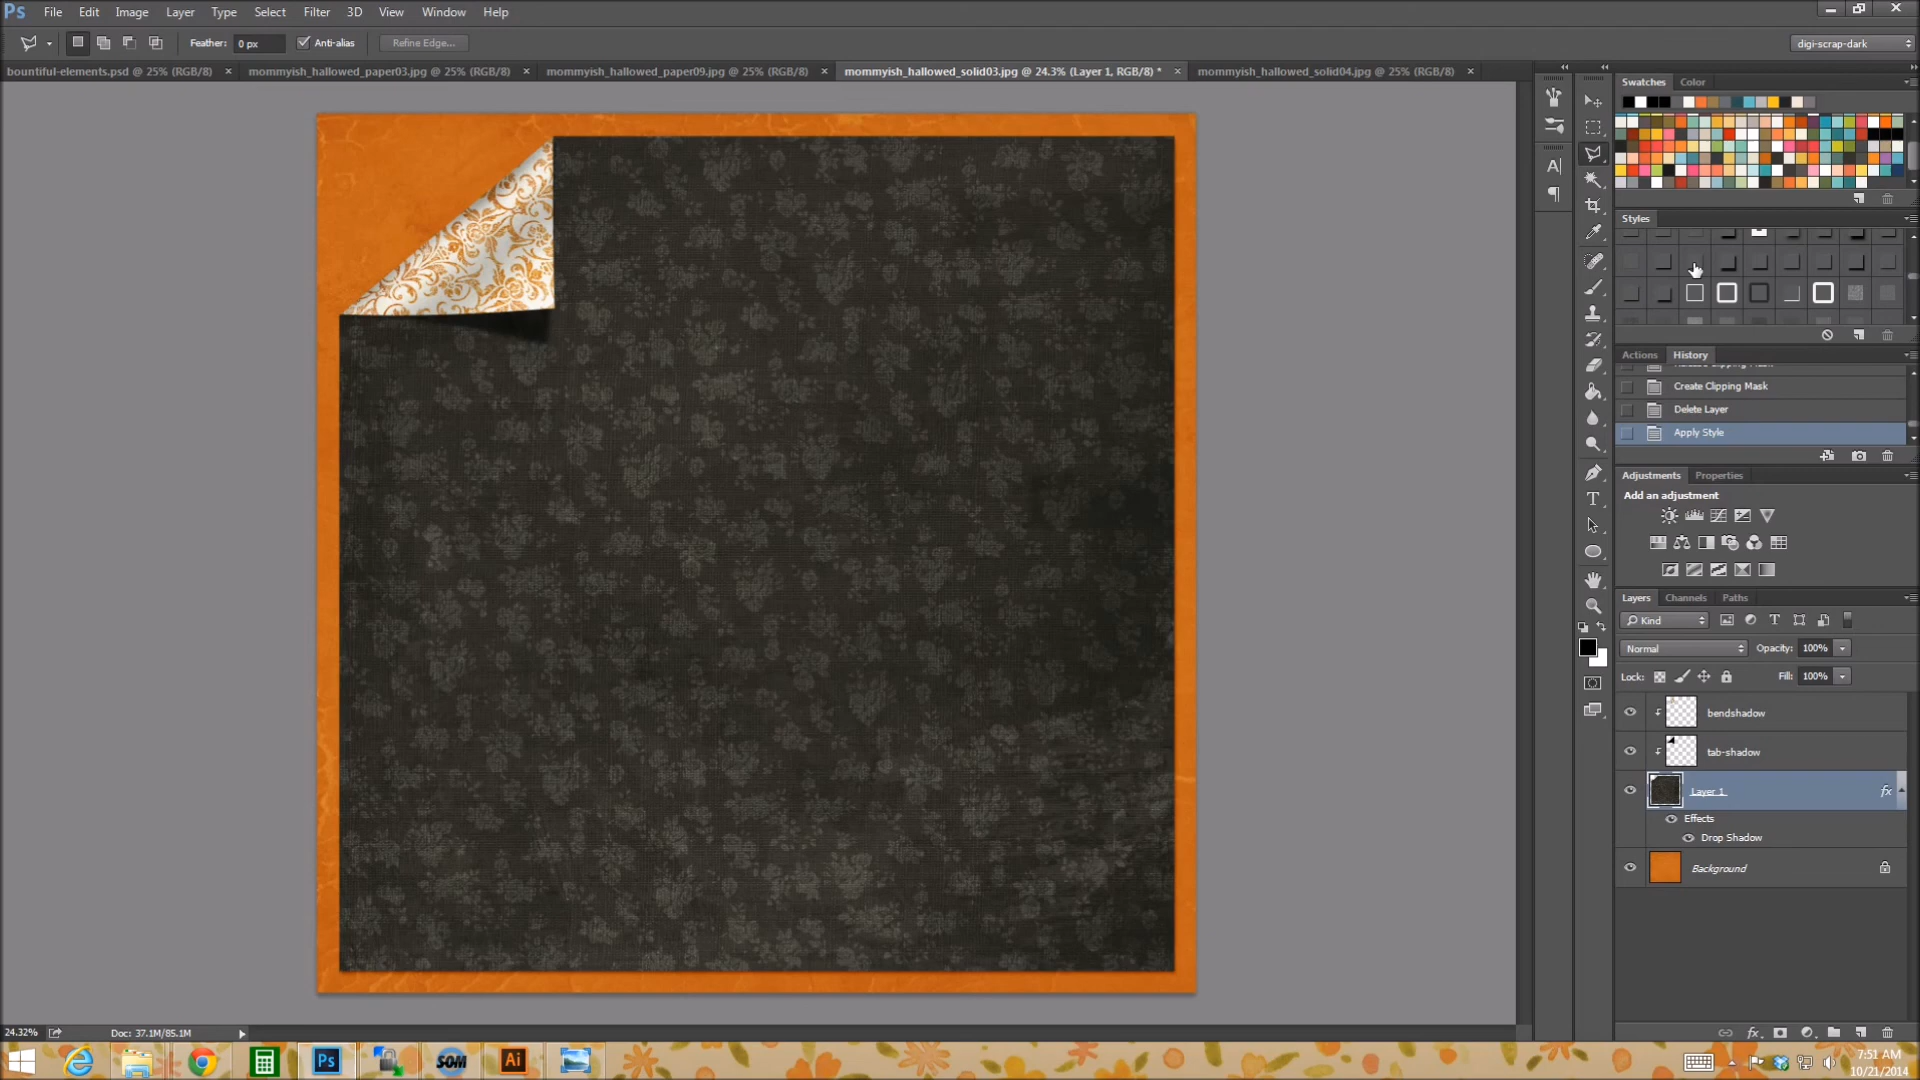 Ps File Edit Image Layer Type Select Filter 3D View Window Help
Feather: 0 px Anti-alias Refine Edge... digi-scrap-dark
bountiful-elements.psd @ 25% (RGB/8) × mommyish_hallowed_paper03.jpg @ 25% (RGB/8) × mommyish_hallowed_paper09.jpg @ 25% (RGB/8) × mommyish_hallowed_solid03.jpg @ 24.3% (Layer 1, RGB/8) * × mommyish_hallowed_solid04.jpg @ 25% (RGB/8) ×
Swatches Color
Styles
Actions History
Create Clipping Mask
Delete Layer
Apply Style
Adjustments Properties
Add an adjustment
Layers Channels Paths
Kind
Normal Opacity: 100%
Lock: Fill: 100%
bendshadow
tab-shadow
Layer 1 fx
Effects
Drop Shadow
Background
24.32% Doc: 37.1M/85.1M
Ps SOM Ai
7:51 AM
10/21/2014